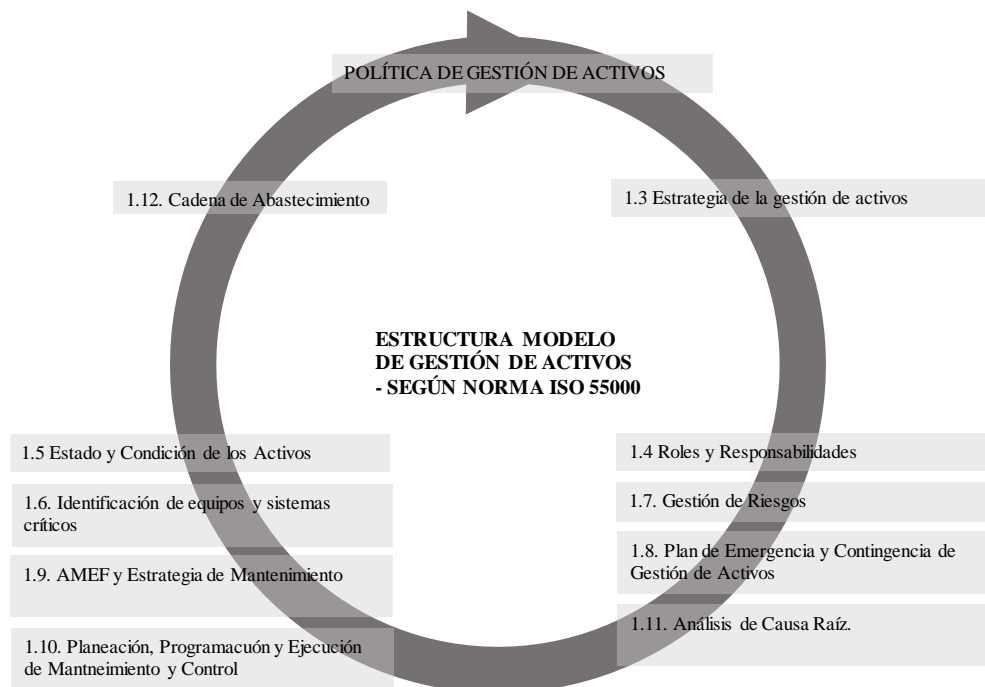 POLÍTICA DE GESTIÓN DE ACTIVOS
1.12. Cadena de Abastecimiento
1.3 Estrategia de la gestión de activos
ESTRUCTURA MODELO
DE GESTIÓN DE ACTIVOS
- SEGÚN NORMA ISO 55000
1.5 Estado y Condición de los Activos
1.6. Identificación de equipos y sistemas
críticos
1.9. AMEF y Estrategia de Mantenimiento
1.10. Planeación, Programacuón y Ejecución
de Mantneimiento y Control
1.4 Roles y Responsabilidades
1.7. Gestión de Riesgos
1.8. Plan de Emergencia y Contingencia de
Gestión de Activos
1.11. Análisis de Causa Raíz.